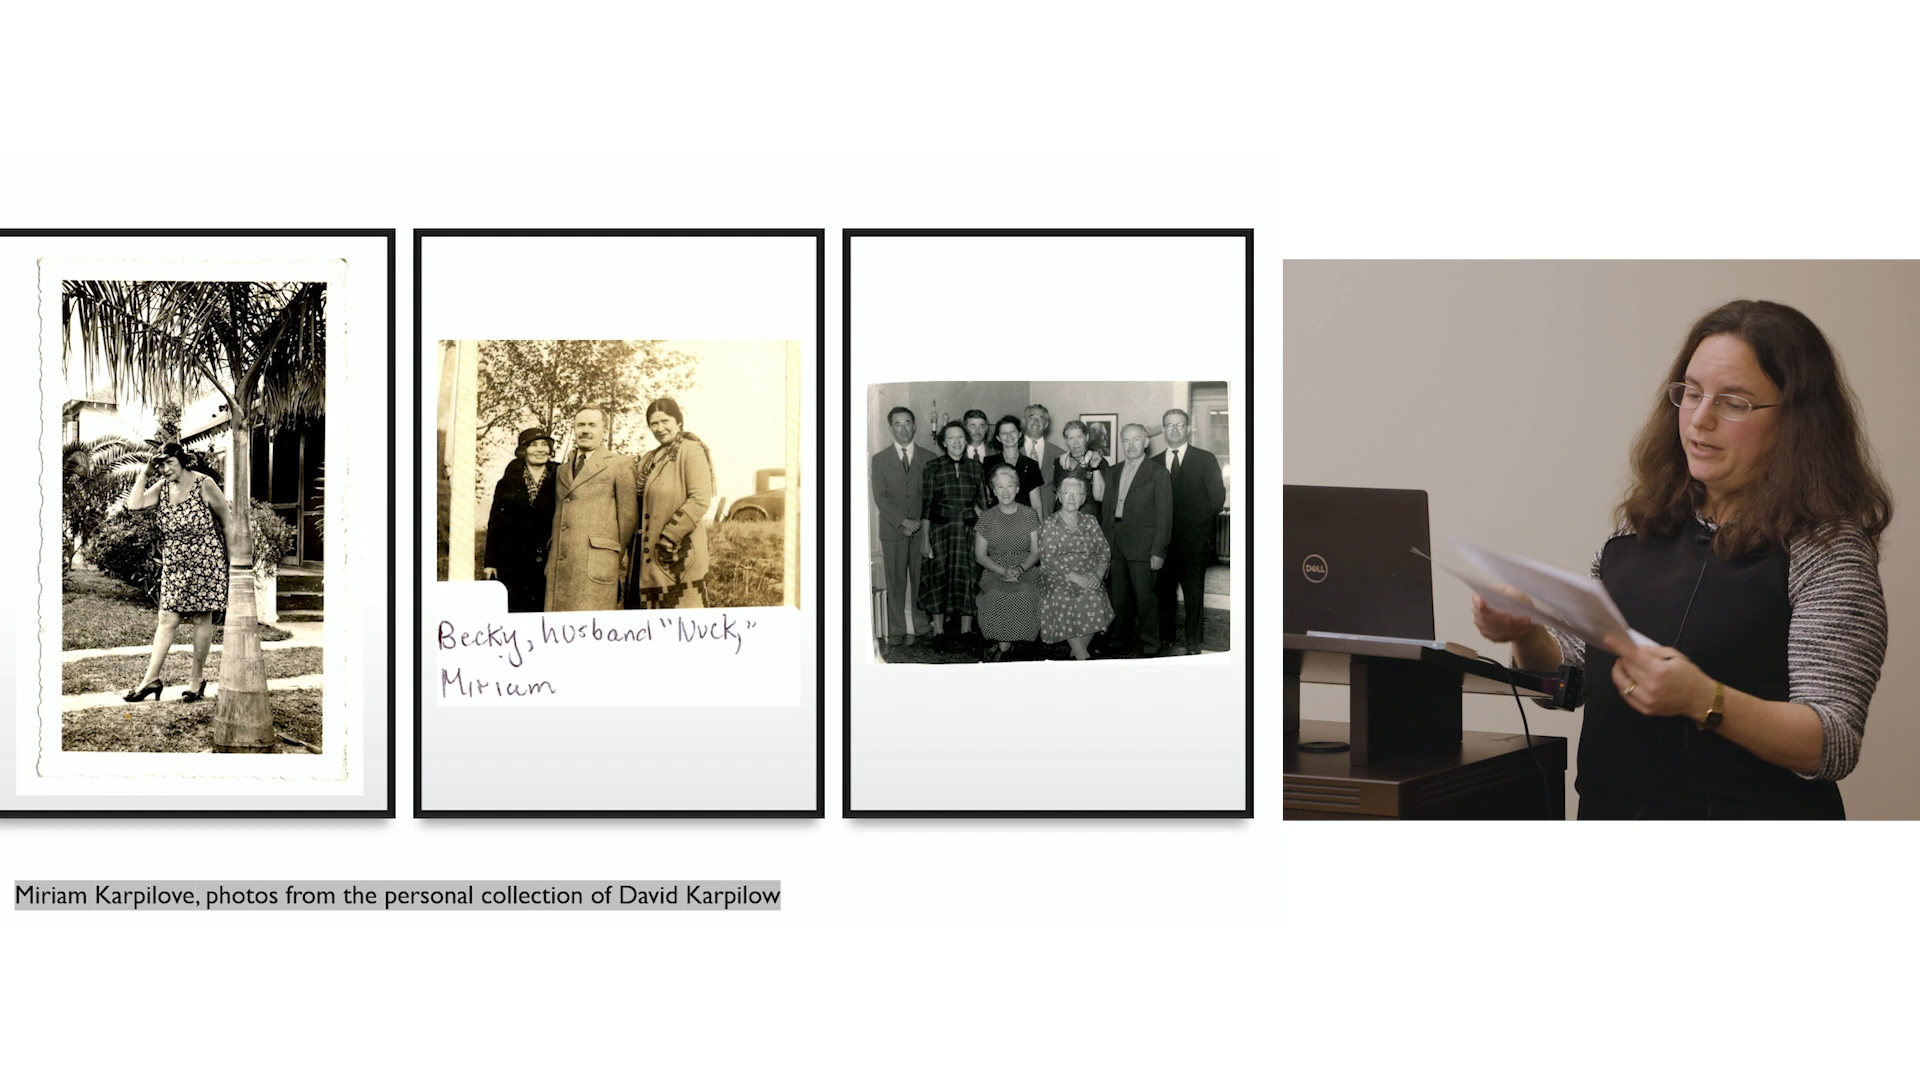 Becky, husband "Nuck,"
Miriam
Miriam Karpilove, photos from the personal collection of David Karpilow
DELL